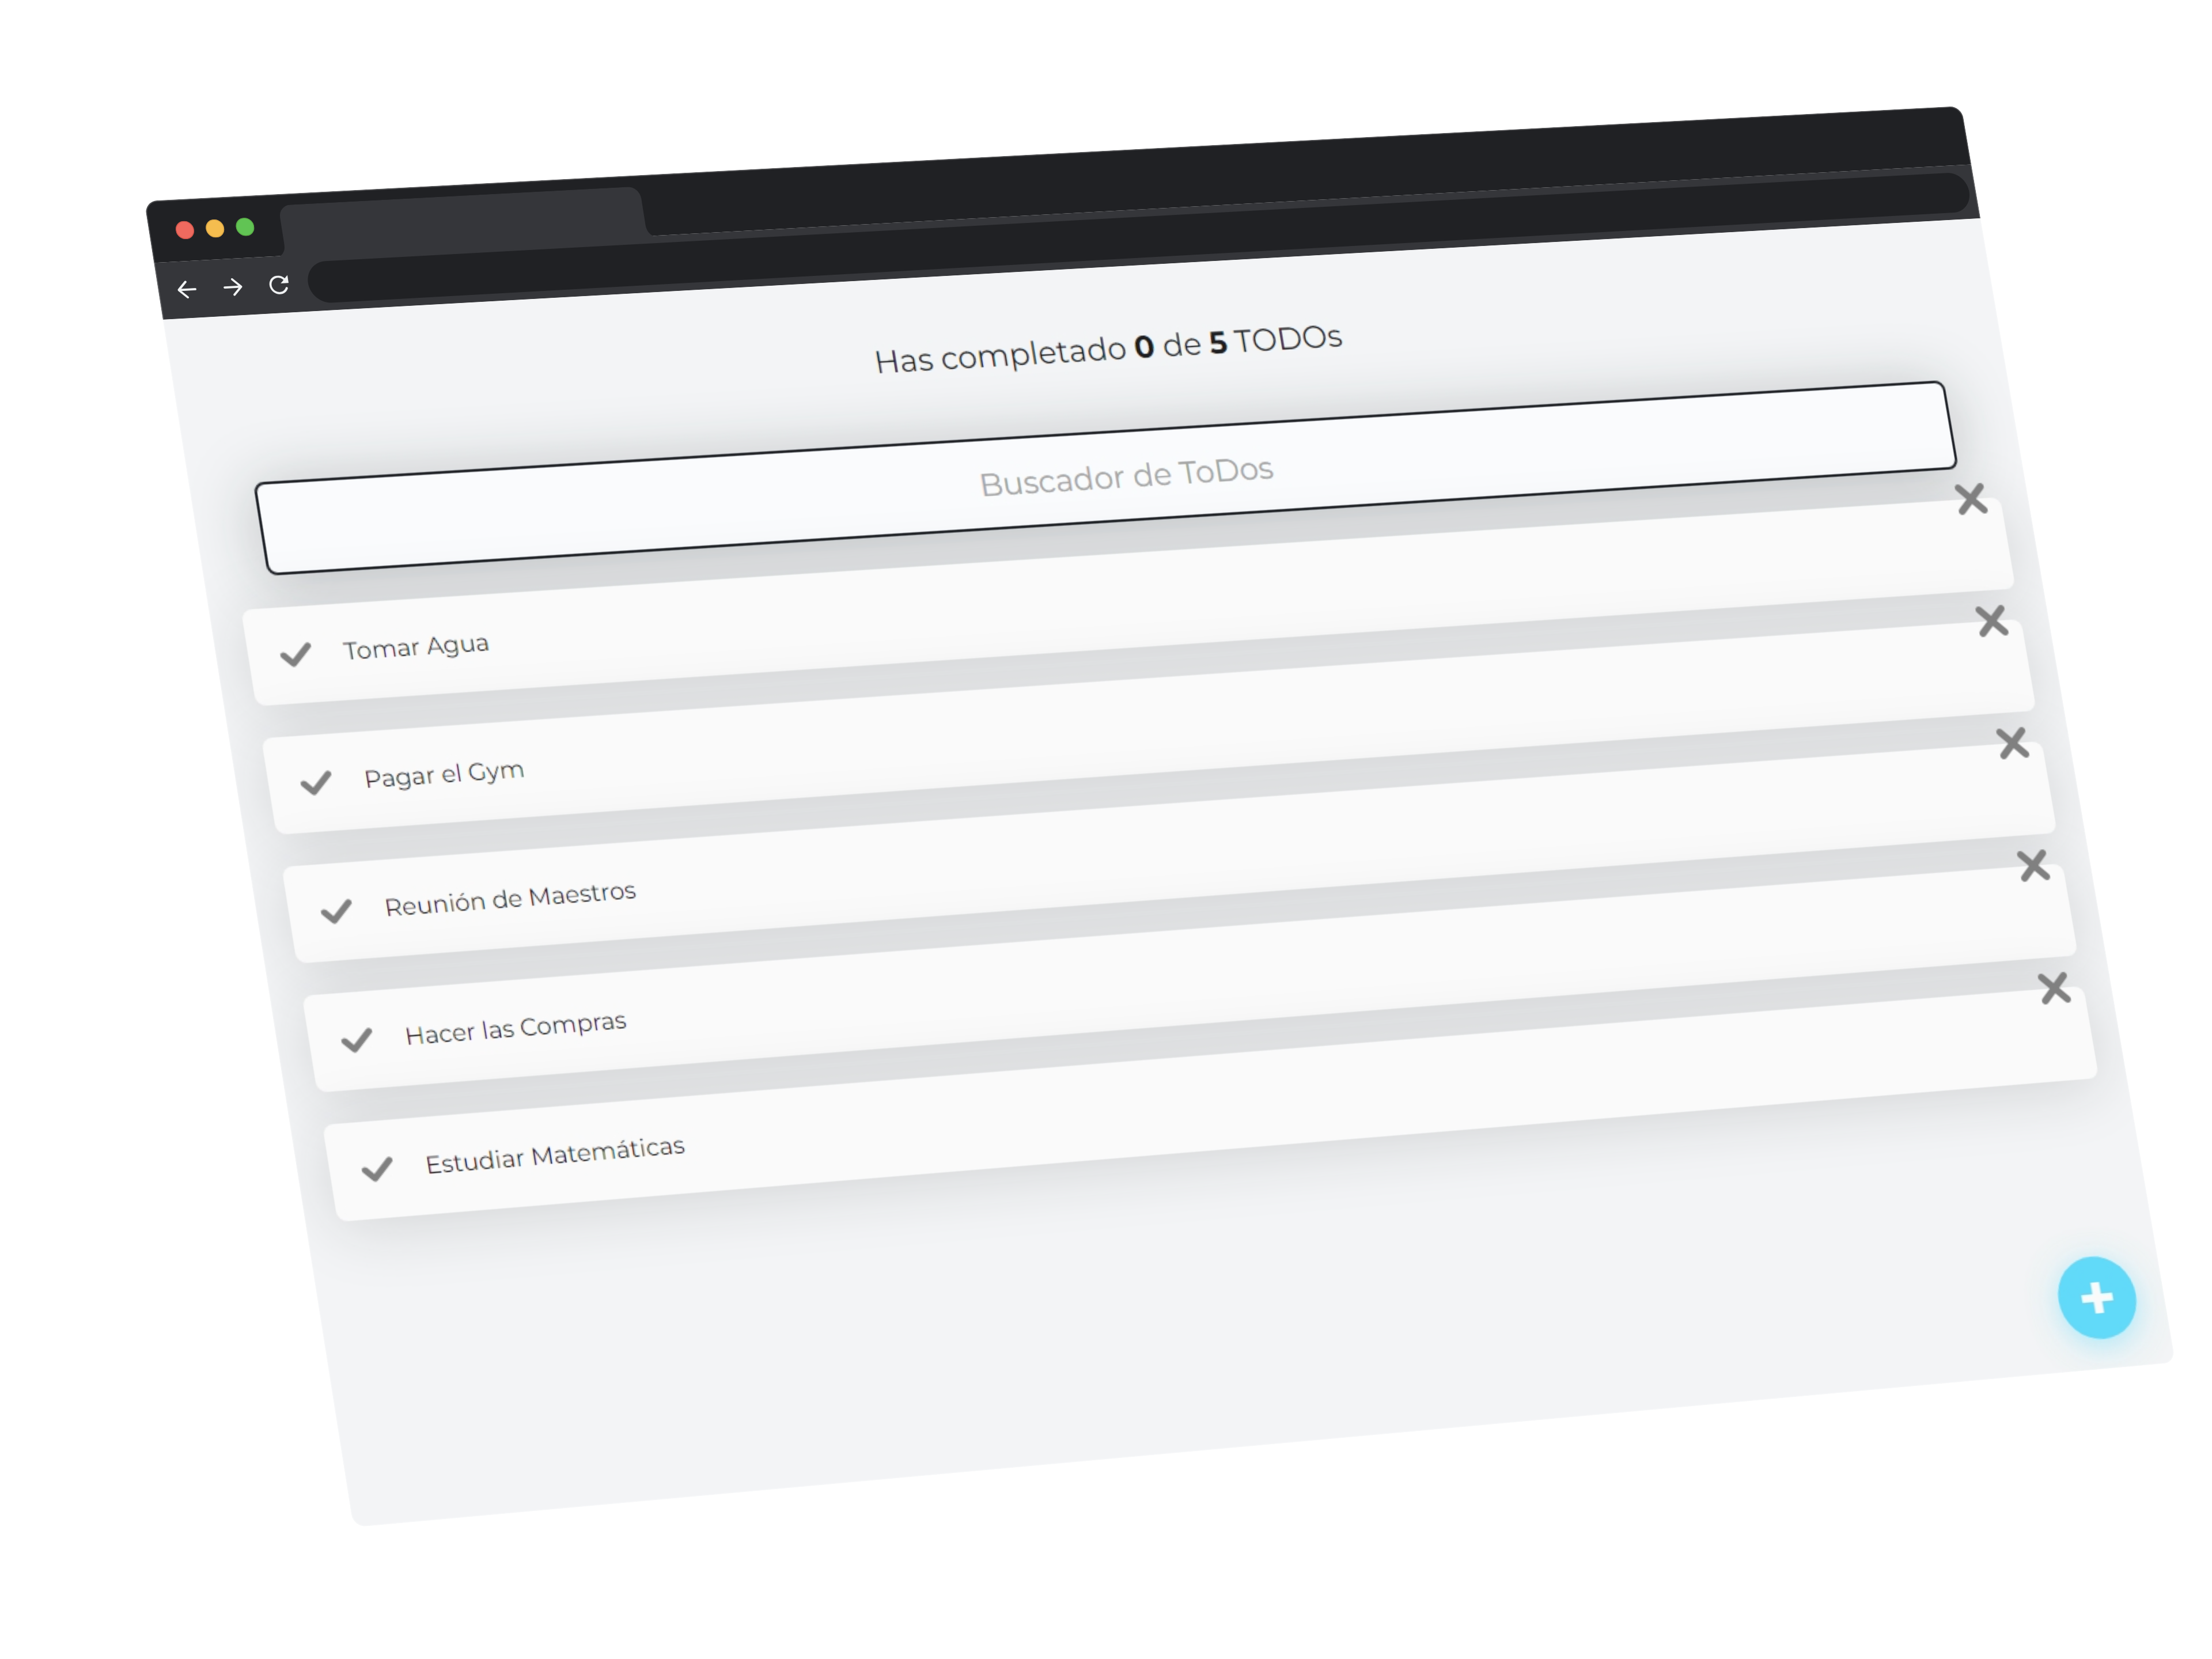 Has completado 0 de 5 TODOs
Buscador de ToDos
Tomar Agua
Pagar el Gym
Reunión de Maestros
Hacer las Compras
Estudiar Matemáticas